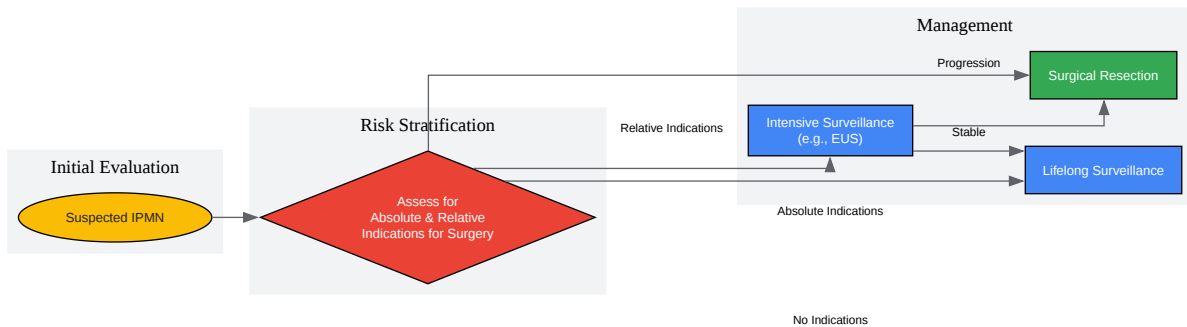 Initial Evaluation
Suspected IPMN
Risk Stratification
Assess for
Absolute & Relative
Indications for Surgery
Management
Progression
Surgical Resection
Relative Indications
Intensive Surveillance
(e.g., EUS)
Stable
Lifelong Surveillance
Absolute Indications
No Indications